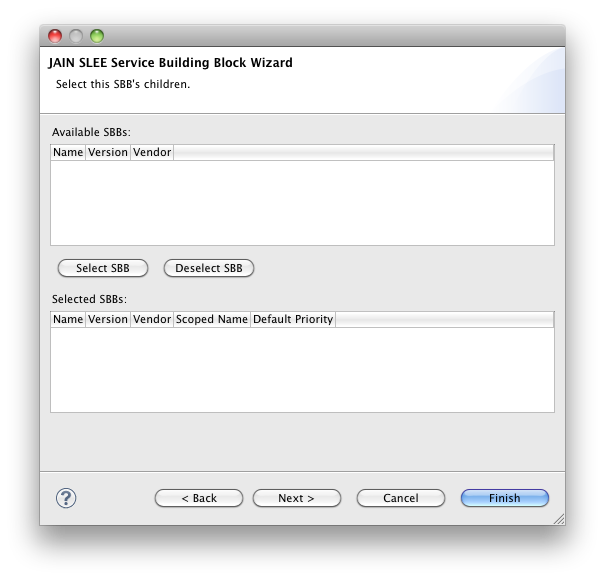 JAIN SLEE Service Building Block Wizard
Select this SBB's children.
Available SBBs:
Name Version Vendor
Select SBB Deselect SBB
Selected SBBs:
Name Version Vendor Scoped Name Default Priority
? < Back Next > Cancel Finish